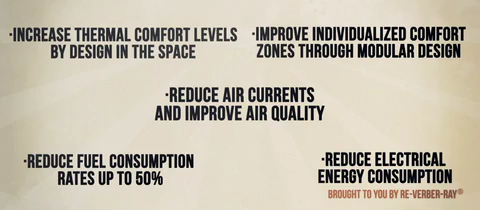 ·INCREASE THERMAL COMFORT LEVELS
BY DESIGN IN THE SPACE
·IMPROVE INDIVIDUALIZED COMFORT
ZONES THROUGH MODULAR DESIGN
·REDUCE AIR CURRENTS
AND IMPROVE AIR QUALITY
·REDUCE FUEL CONSUMPTION
RATES UP TO 50%
·REDUCE ELECTRICAL
ENERGY CONSUMPTION
BROUGHT TO YOU BY RE-VERBER-RAY®